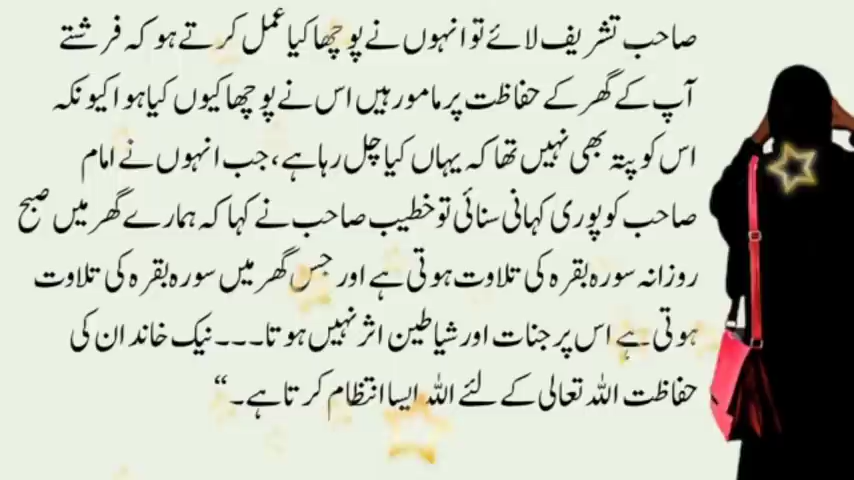 صاحب تشریف لائے تو انہوں نے پوچھا کیا عمل کرتے ہو کہ فرشتے
آپ کے گھر کے حفاظت پر مامور ہیں اس نے پوچھا کیوں کیا ہوا کیونکہ
اس کو پتہ بھی نہیں تھا کہ یہاں کیا چل رہا ہے، جب انہوں نے امام
صاحب کو پوری کہانی سنائی تو خطیب صاحب نے کہا کہ ہمارے گھر میں صبح
روزانہ سورہ بقرہ کی تلاوت ہوتی ہے اور جس گھر میں سورہ بقرہ کی تلاوت
ہوتی ہے اس پر جنات اور شیاطین اثر نہیں ہوتا۔۔۔نیک خاندان کی
حفاظت اللہ تعالی کے لئے اللہ ایسا انتظام کرتا ہے۔“